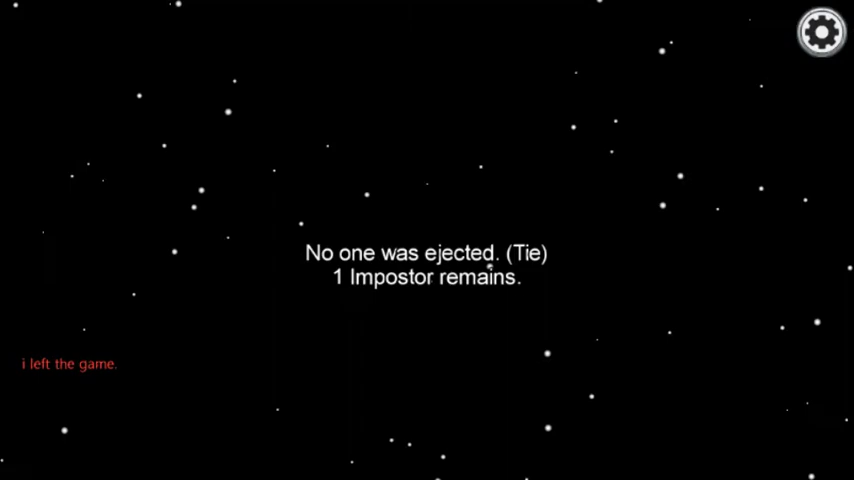 No one was ejected. (Tie)
1 Impostor remains.
i left the game.